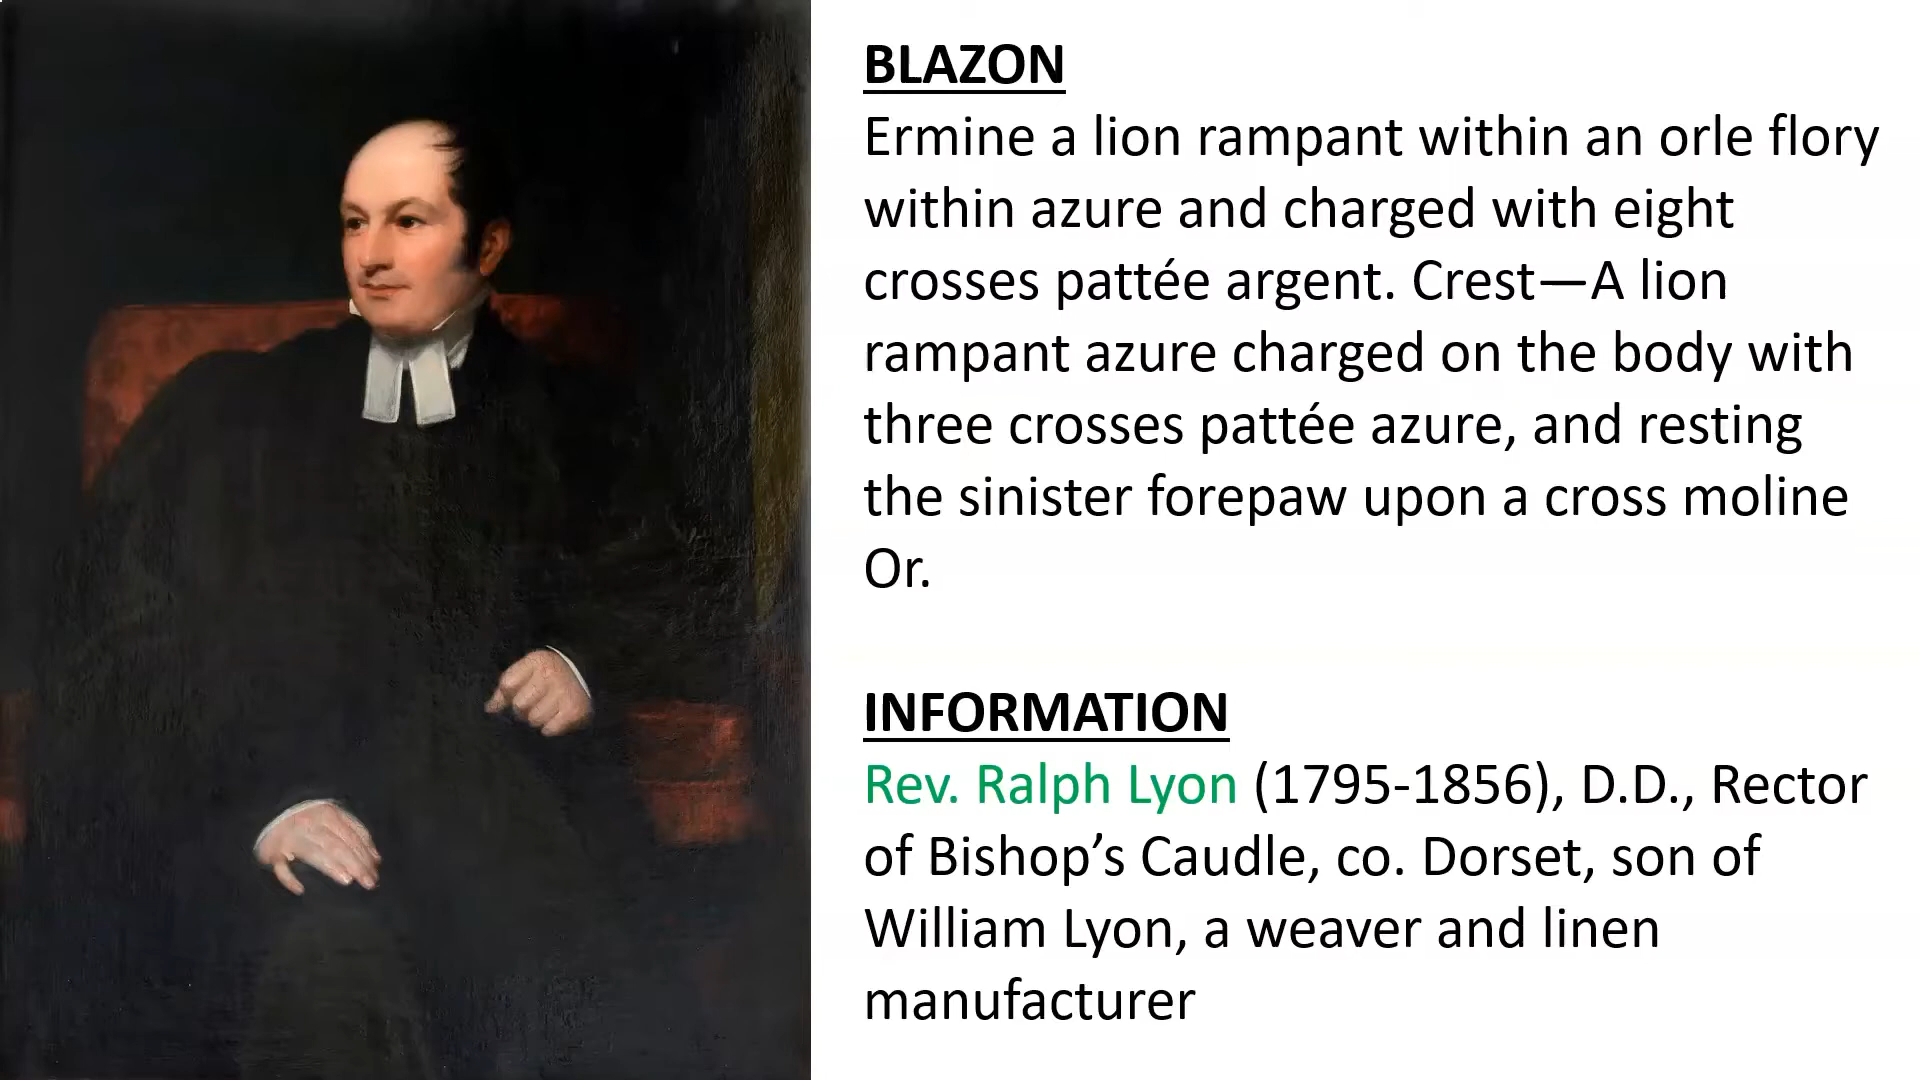 BLAZON
Ermine a lion rampant within an orle flory
within azure and charged with eight
crosses pattée argent. Crest—A lion
rampant azure charged on the body with
three crosses pattée azure, and resting
the sinister forepaw upon a cross moline
Or.
INFORMATION
Rev. Ralph Lyon (1795-1856), D.D., Rector
of Bishop’s Caudle, co. Dorset, son of
William Lyon, a weaver and linen
manufacturer